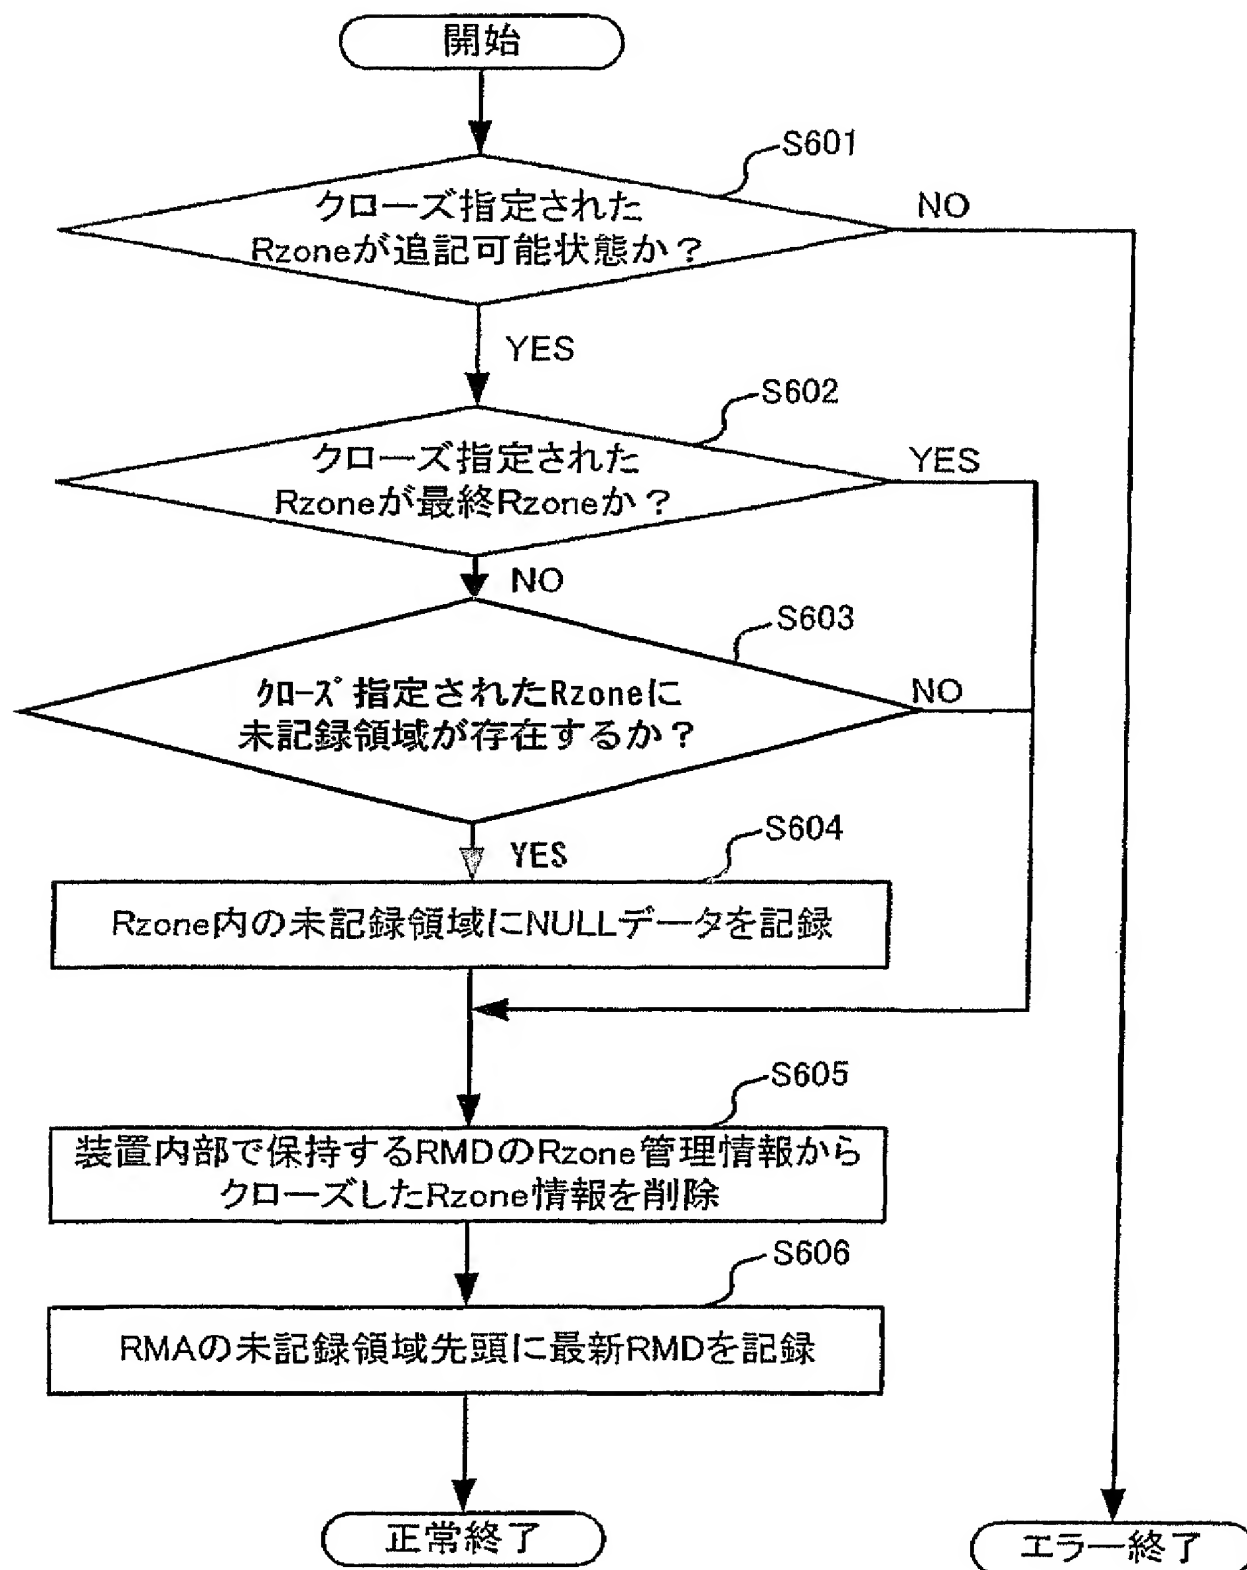 開始
S601
クローズ指定された
Rzoneが追記可能状態か？
NO
YES
S602
クローズ指定された
Rzoneが最終Rzoneか？
YES
NO
S603
ｸﾛｰｽﾞ指定されたRzoneに
未記録領域が存在するか？
NO
YES
S604
Rzone内の未記録領域にNULLデータを記録
S605
装置内部で保持するRMDのRzone管理情報から
クローズしたRzone情報を削除
S606
RMAの未記録領域先頭に最新RMDを記録
正常終了
エラー終了